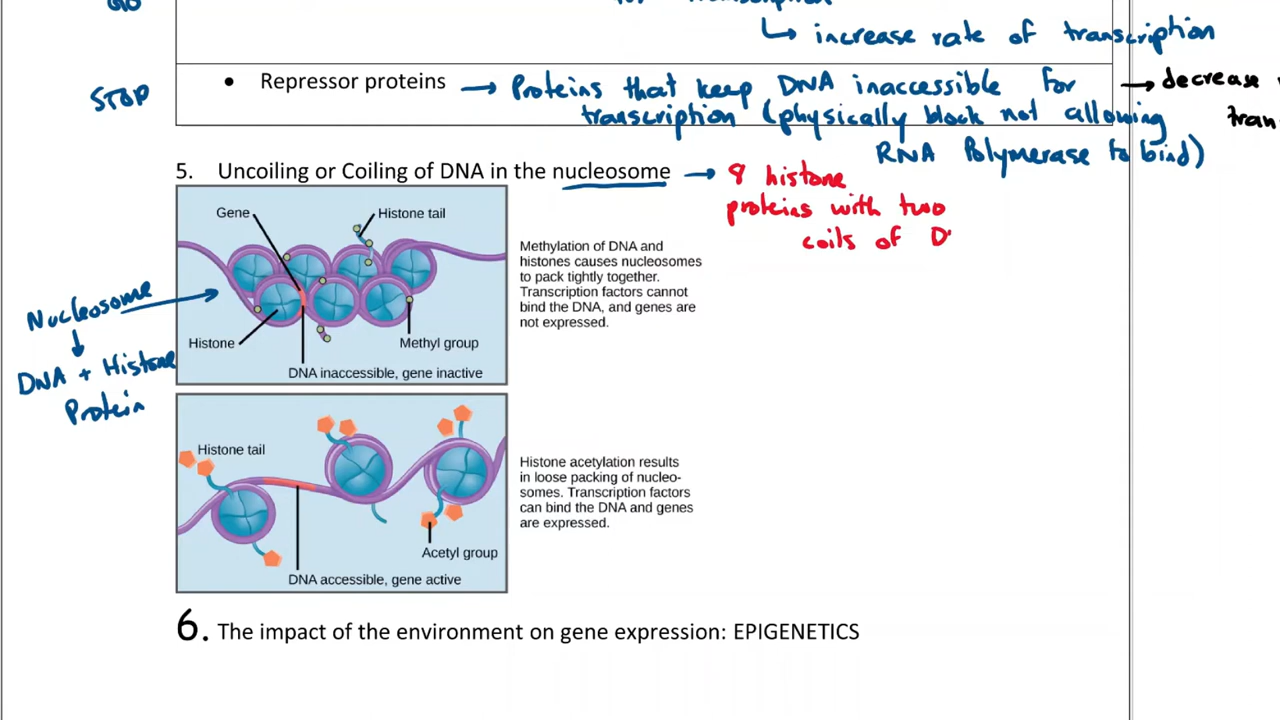 increase rate of transcription
STOP
• Repressor proteins → Proteins that keep DNA inaccessible for → decrease
transcription (physically block not allowing
RNA Polymerase to bind)
5. Uncoiling or Coiling of DNA in the nucleosome → 8 histone
proteins with two
coils of D
Gene
Histone tail
Histone
Methyl group
DNA inaccessible, gene inactive
Methylation of DNA and
histones causes nucleosomes
to pack tightly together.
Transcription factors cannot
bind the DNA, and genes are
not expressed.
Nucleosome
DNA + Histone
Protein
Histone tail
Acetyl group
DNA accessible, gene active
Histone acetylation results
in loose packing of nucleo-
somes. Transcription factors
can bind the DNA and genes
are expressed.
6. The impact of the environment on gene expression: EPIGENETICS